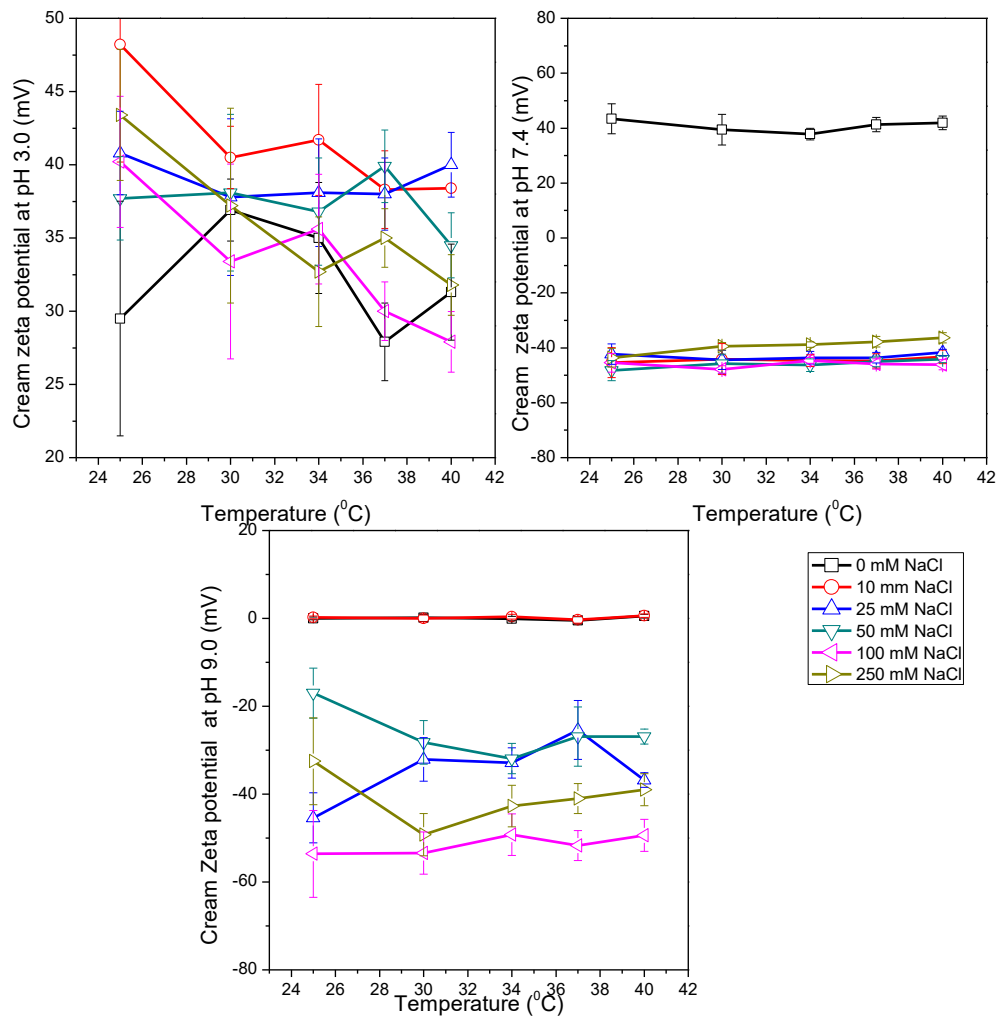 Cream zeta potential at pH 3.0 (mV)
50
45
40
35
30
25
20
24 26 28 30 32 34 36 38 40 42
Temperature (⁰C)
Cream zeta potential at pH 7.4 (mV)
80
60
40
20
0
-20
-40
-60
-80
24 26 28 30 32 34 36 38 40 42
Temperature (⁰C)
Cream Zeta potential at pH 9.0 (mV)
20
0
-20
-40
-60
-80
24 26 28 30 32 34 36 38 40 42
Temperature (⁰C)
0 mM NaCl
10 mm NaCl
25 mM NaCl
50 mM NaCl
100 mM NaCl
250 mM NaCl